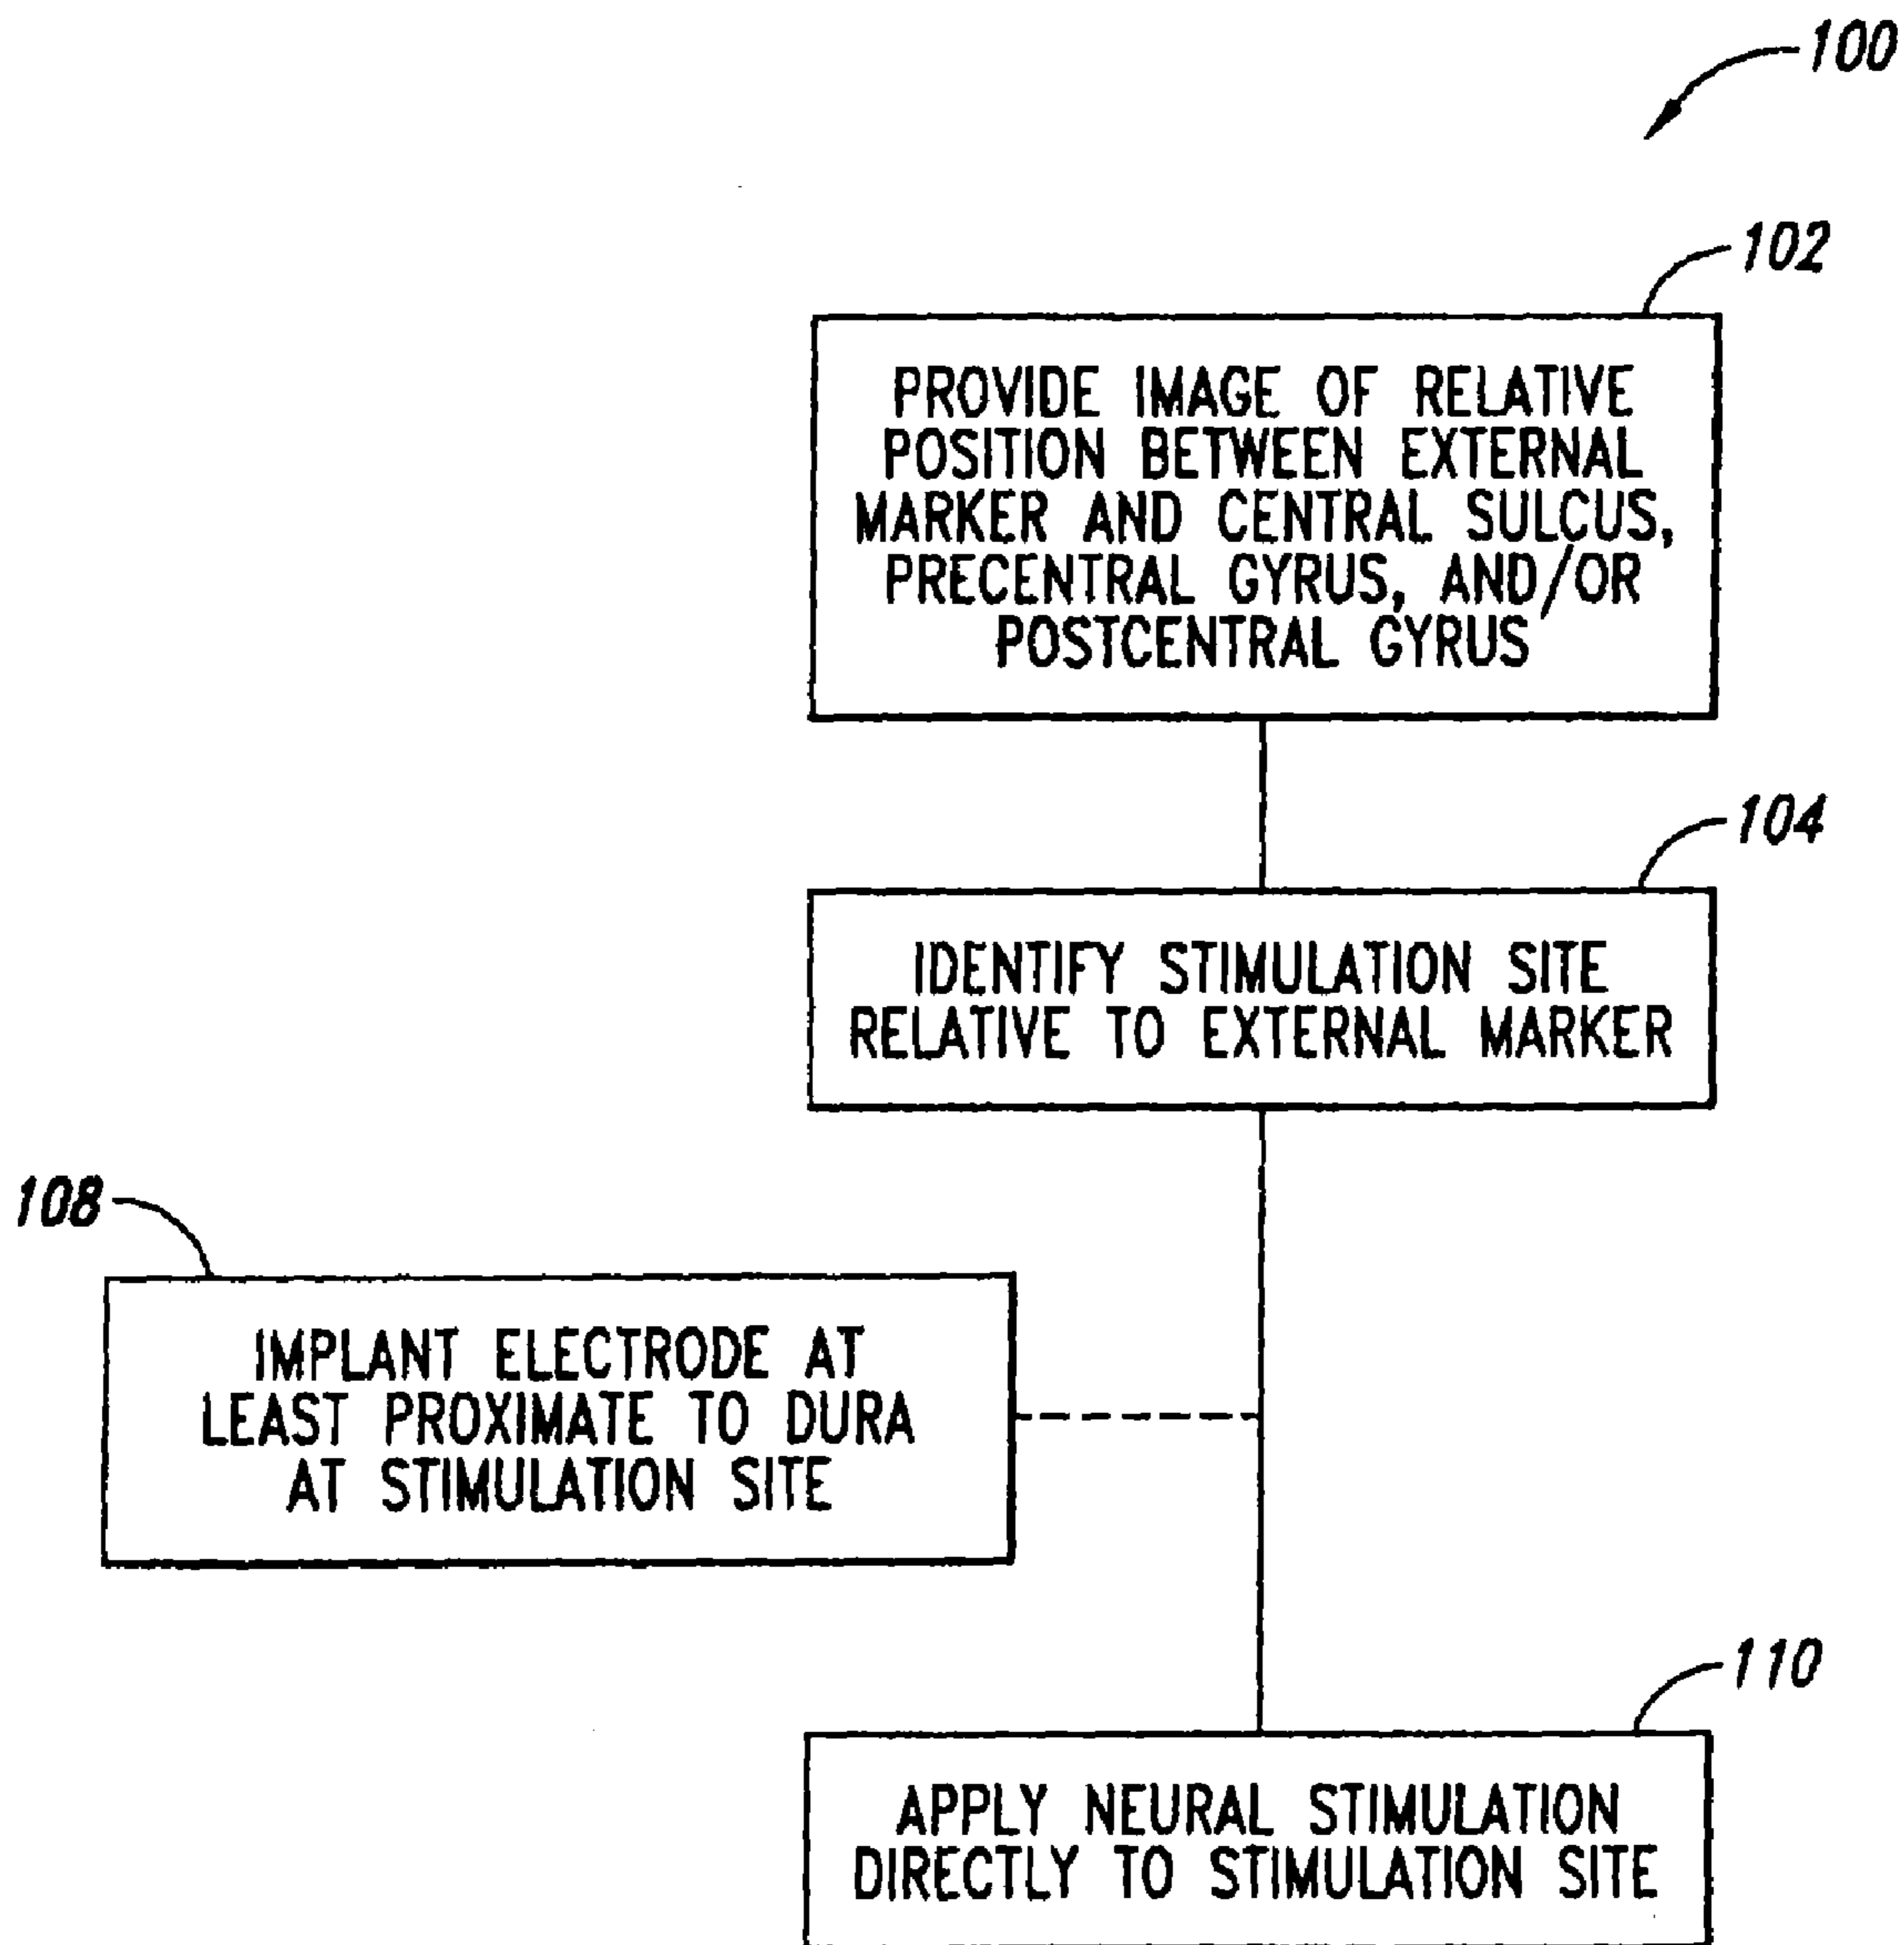 100
102
PROVIDE IMAGE OF RELATIVE
POSITION BETWEEN EXTERNAL
MARKER AND CENTRAL SULCUS,
PRECENTRAL GYRUS, AND/OR
POSTCENTRAL GYRUS
104
IDENTIFY STIMULATION SITE
RELATIVE TO EXTERNAL MARKER
108
IMPLANT ELECTRODE AT
LEAST PROXIMATE TO DURA
AT STIMULATION SITE
110
APPLY NEURAL STIMULATION
DIRECTLY TO STIMULATION SITE